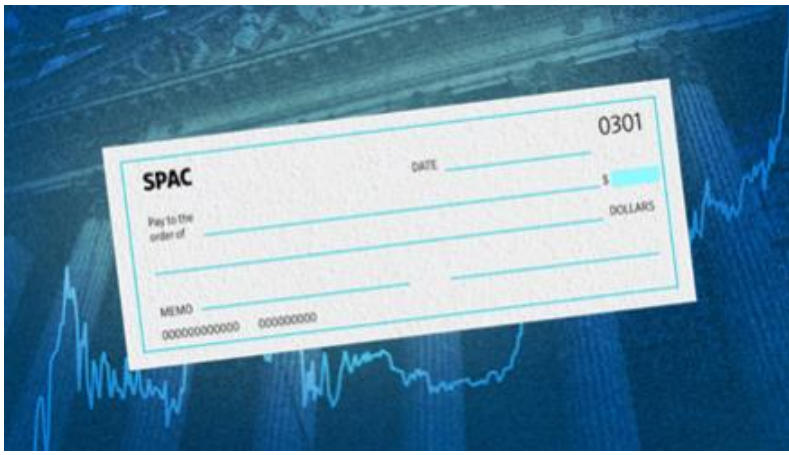 0301
SPAC
DATE
Pay to the
order of
$
DOLLARS
MEMO
000000000000 000000000